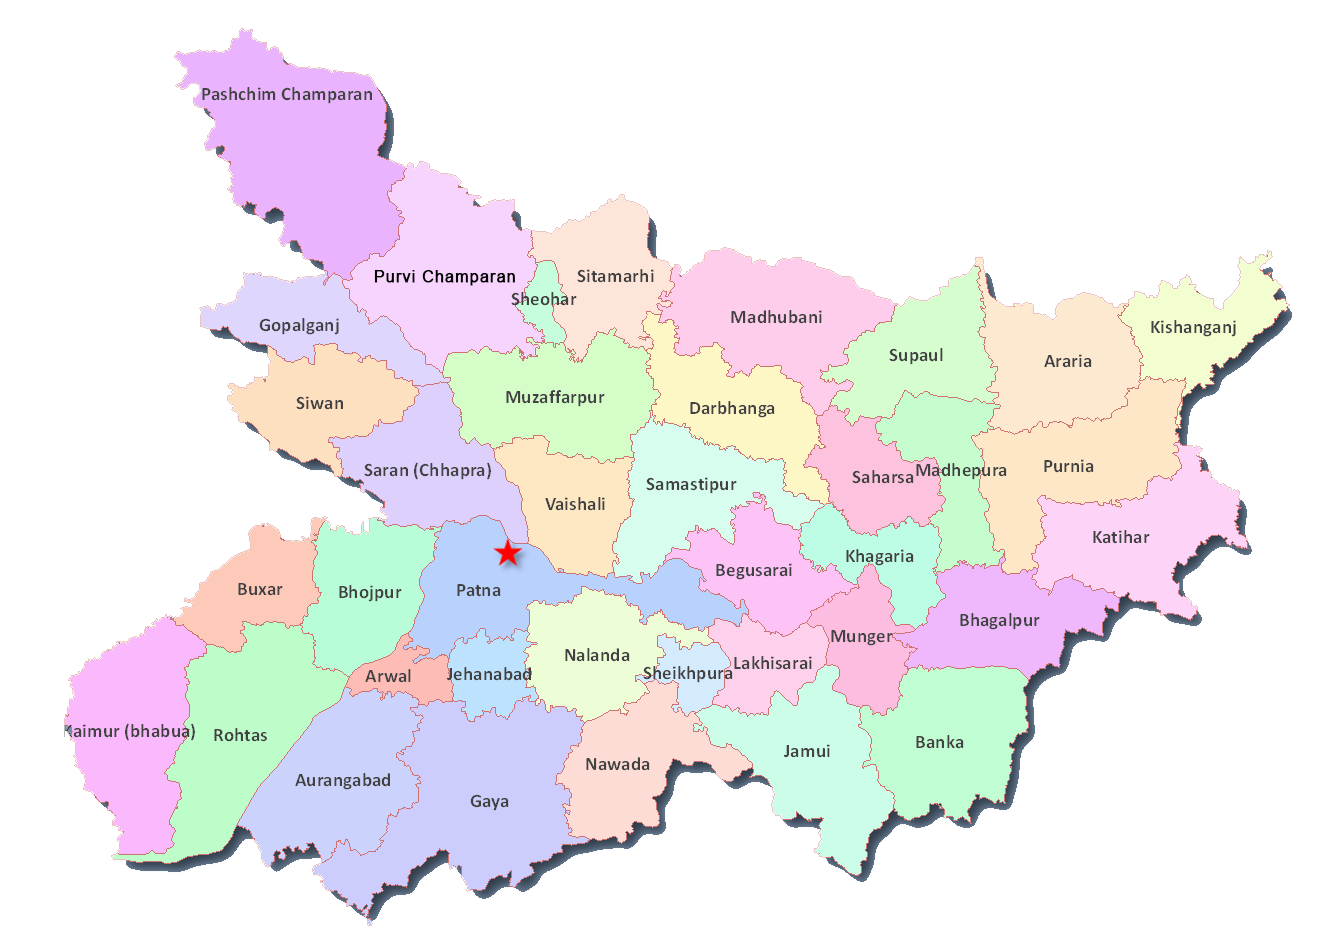 Pashchim Champaran
Purvi Champaran
Sitamarhi
Sheohar
Gopalganj
Madhubani
Kishanganj
Supaul
Araria
Siwan
Muzaffarpur
Darbhanga
Saran (Chhapra)
Samastipur
Saharsa
Madhepura
Purnia
Vaishali
Katihar
Khagaria
Begusarai
Buxar
Bhojpur
Patna
Bhagalpur
Munger
Nalanda
Lakhisarai
Arwal
Jehanabad
Sheikhpura
aimur (bhabua)
Rohtas
Banka
Jamui
Nawada
Aurangabad
Gaya